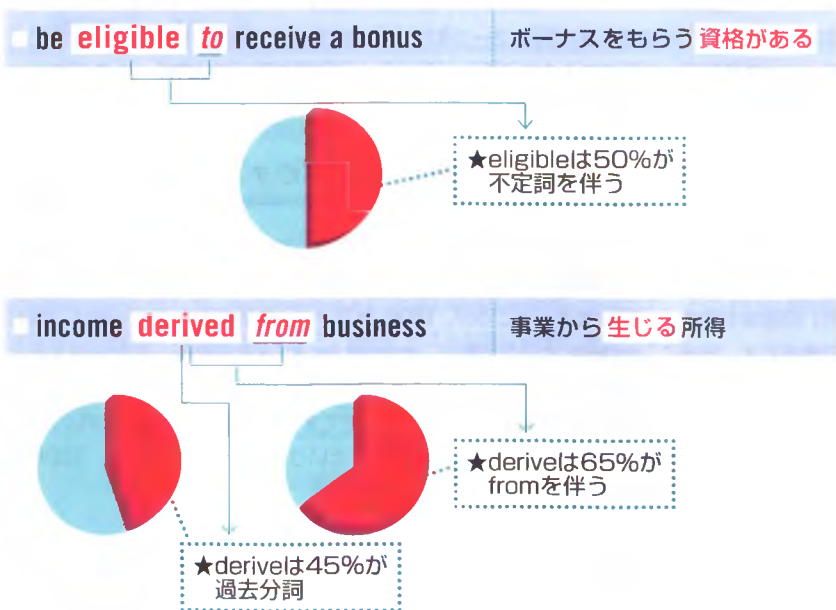 be eligible to receive a bonus ボーナスをもらう資格がある
★eligibleは50%が
不定詞を伴う
income derived from business 事業から生じる所得
★deriveは65%が
fromを伴う
★deriveは45%が
過去分詞